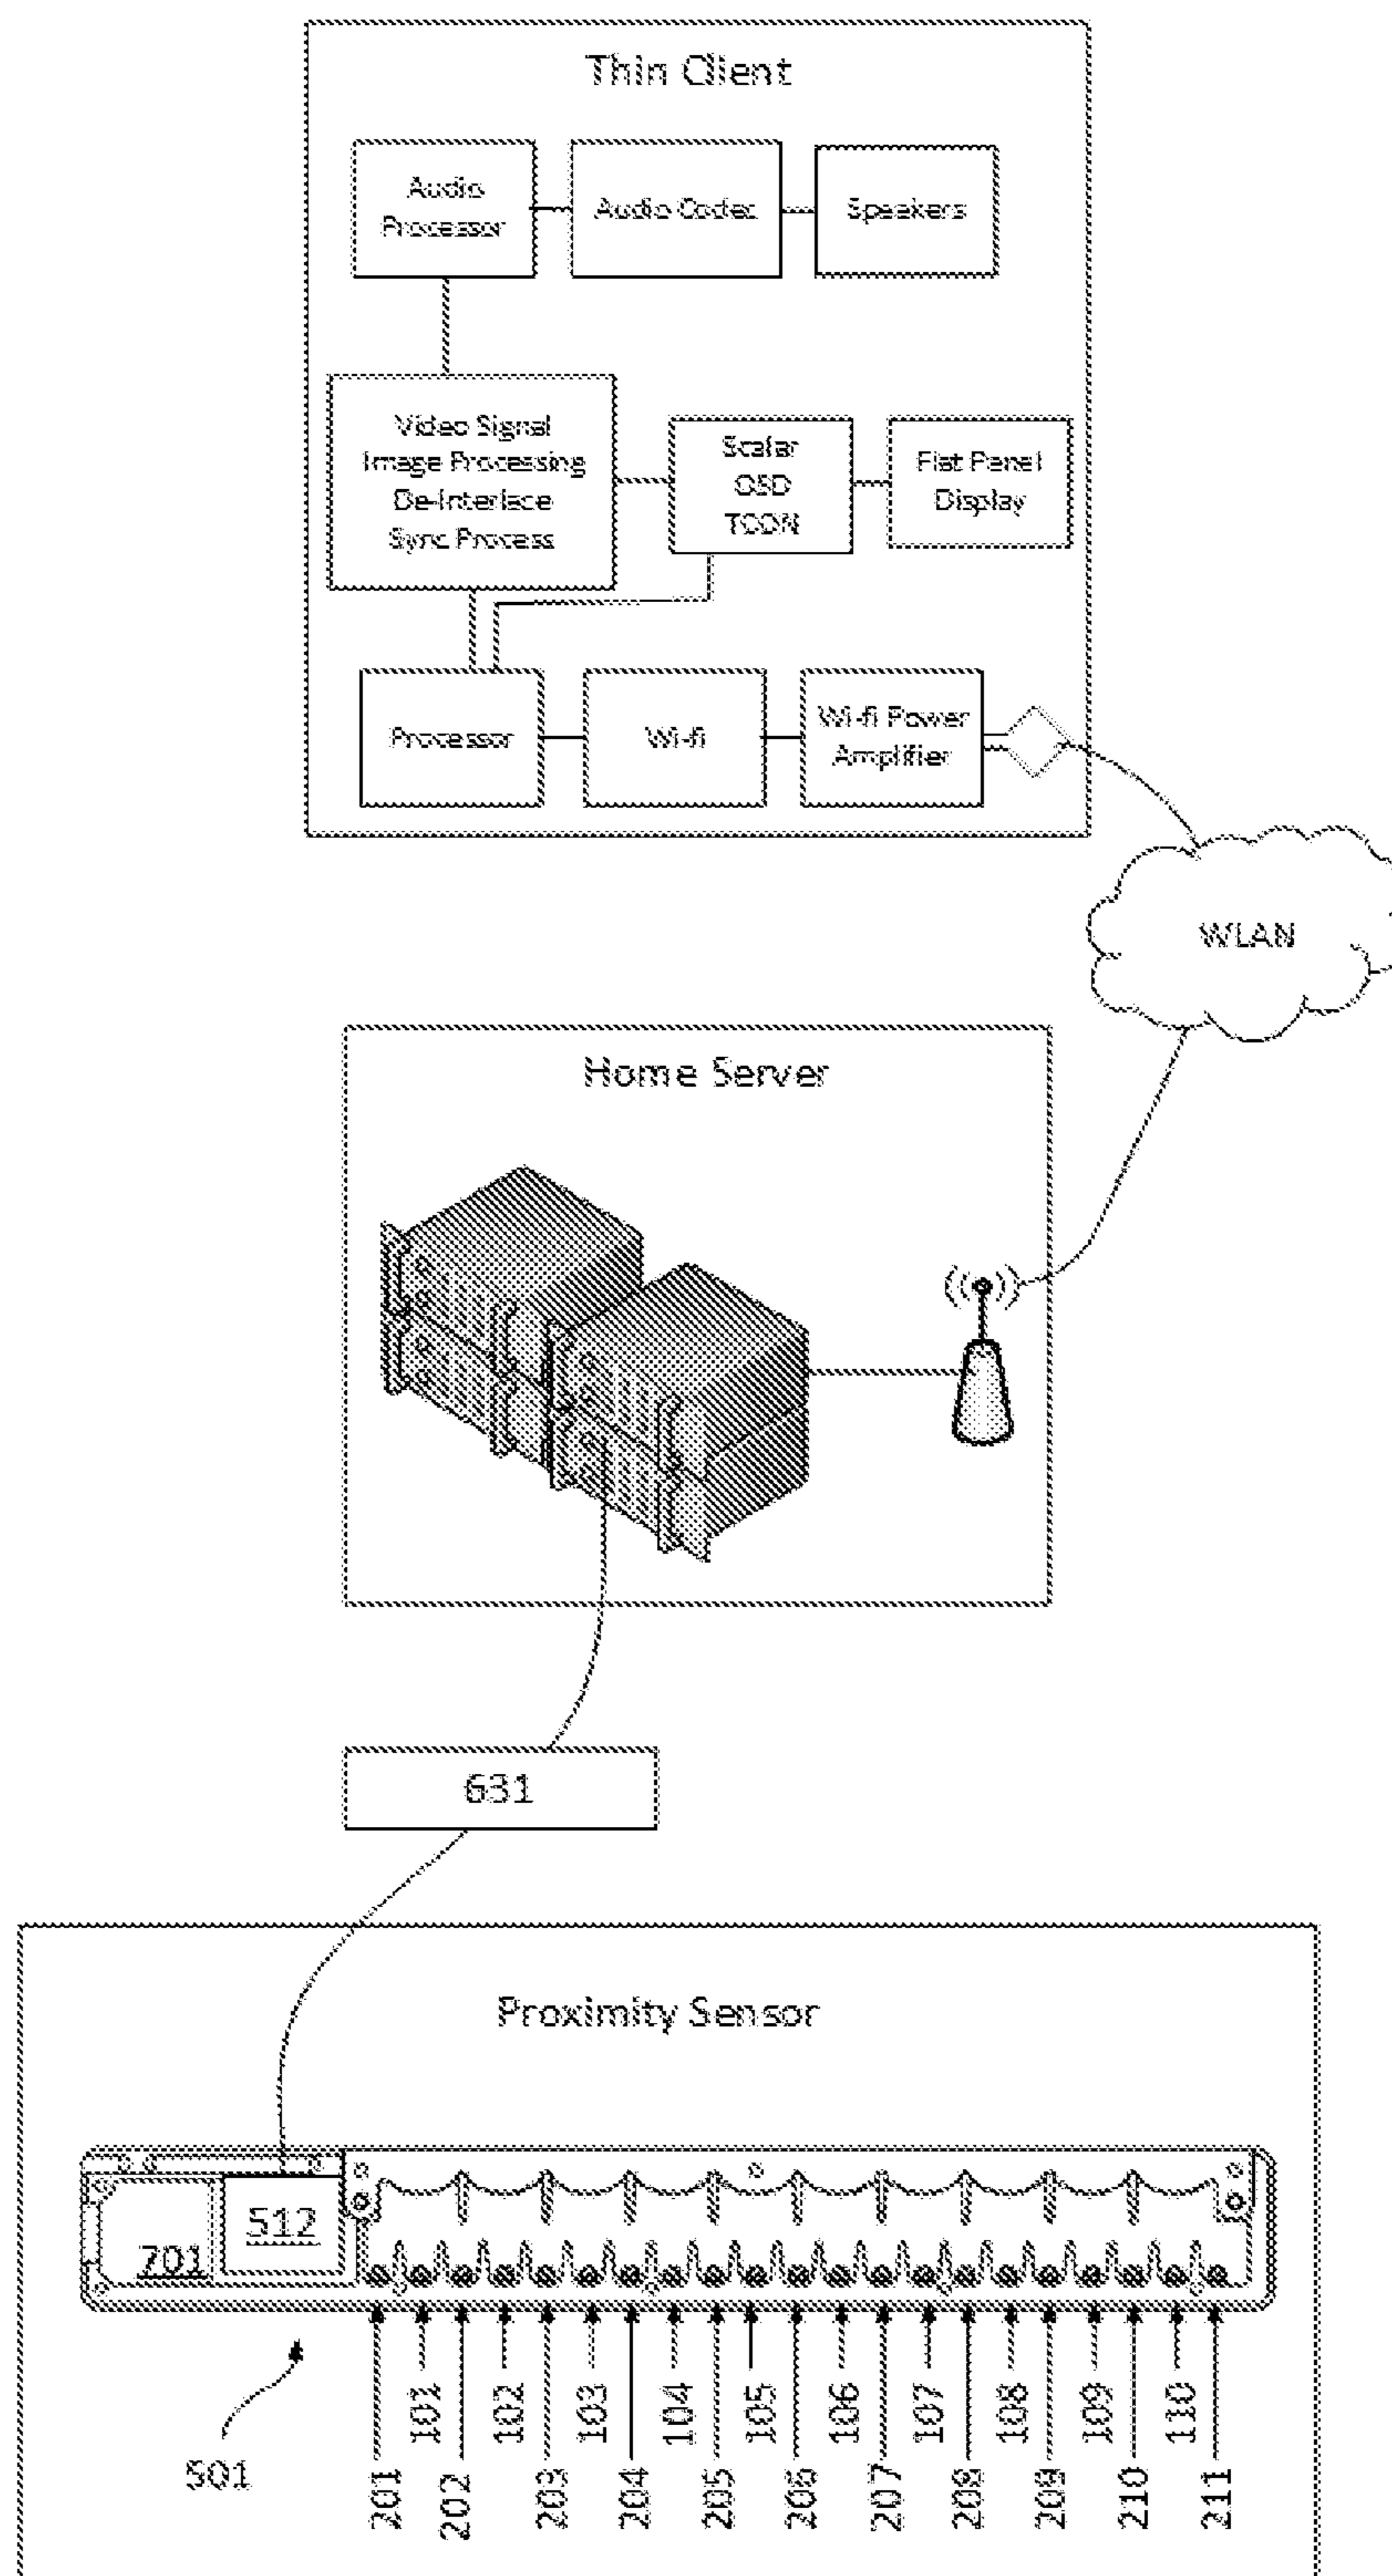 Thin Client
Audio
Processor
Audio Codec
Speakers
Video Signal
Image Processing
De-Interlace
Sync Process
Scalar
OSD
TCON
Flat Panel
Display
Processor
Wi-fi
Wi-fi Power
Amplifier
WLAN
Home Server
631
Proximity Sensor
701
512
501
101
102
103
104
105
106
107
108
109
110
201
202
203
204
205
206
207
208
209
210
211